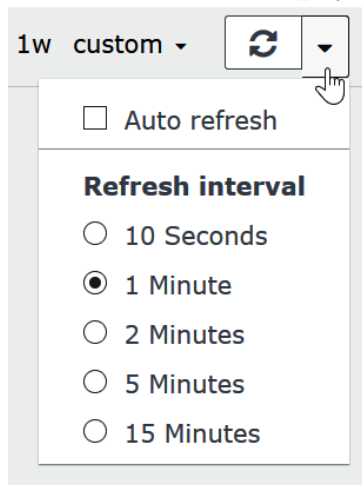 1w custom
Auto refresh
Refresh interval
10 Seconds
1 Minute
2 Minutes
5 Minutes
15 Minutes